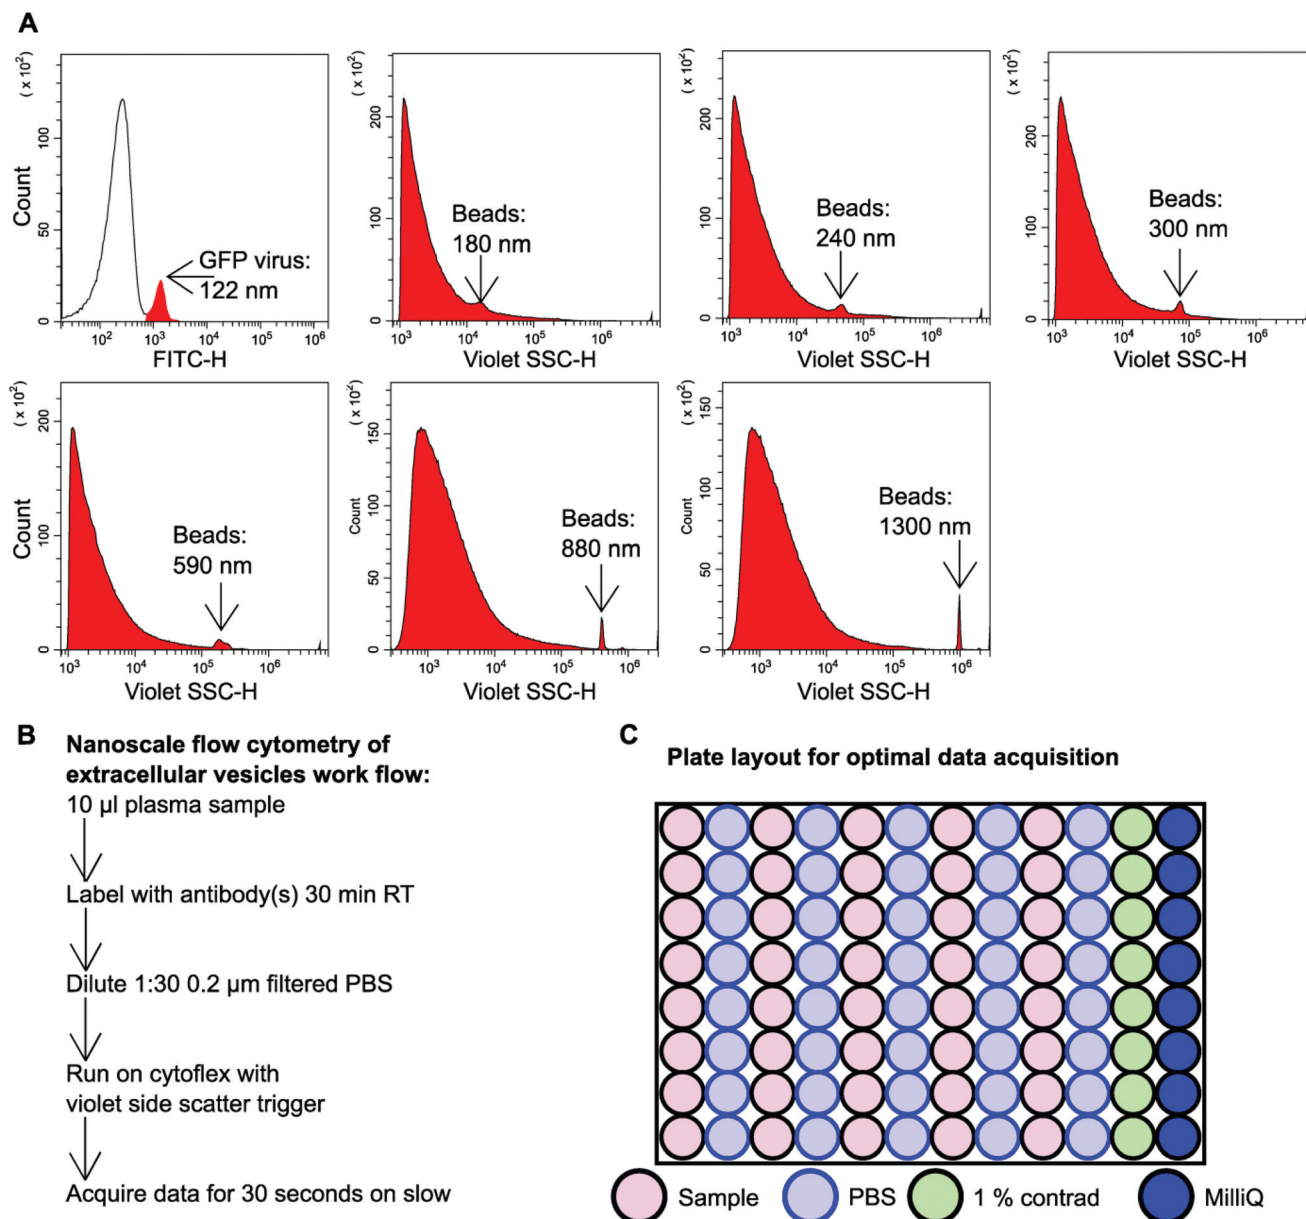 A
( x 10²)
Count
0
50
100
10²
10³
10⁴
10⁵
10⁶
FITC-H
GFP virus:
122 nm
( x 10²)
0
100
200
10³
10⁴
10⁵
10⁶
Violet SSC-H
Beads:
180 nm
( x 10²)
0
100
200
10³
10⁴
10⁵
10⁶
Violet SSC-H
Beads:
240 nm
( x 10²)
0
100
200
10³
10⁴
10⁵
10⁶
Violet SSC-H
Beads:
300 nm
( x 10²)
Count
0
100
200
10³
10⁴
10⁵
10⁶
Violet SSC-H
Beads:
590 nm
( x 10²)
Count
0
50
100
150
10³
10⁴
10⁵
10⁶
Violet SSC-H
Beads:
880 nm
( x 10²)
Count
0
50
100
150
10³
10⁴
10⁵
10⁶
Violet SSC-H
Beads:
1300 nm
B
Nanoscale flow cytometry of
extracellular vesicles work flow:
10 µl plasma sample
Label with antibody(s) 30 min RT
Dilute 1:30 0.2 µm filtered PBS
Run on cytoflex with
violet side scatter trigger
Acquire data for 30 seconds on slow
C
Plate layout for optimal data acquisition
Sample
PBS
1 % contrad
MilliQ